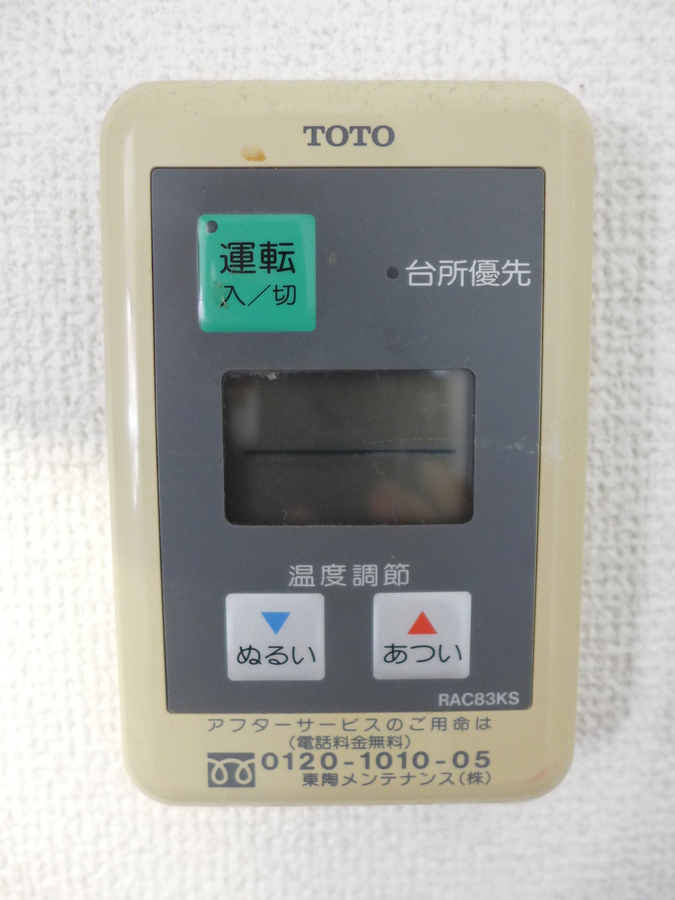 TOTO
運転
入／切
台所優先
温度調節
ぬるい
あつい
RAC83KS
アフターサービスのご用命は
(電話料金無料)
0120-1010-05
東陶メンテナンス(株)